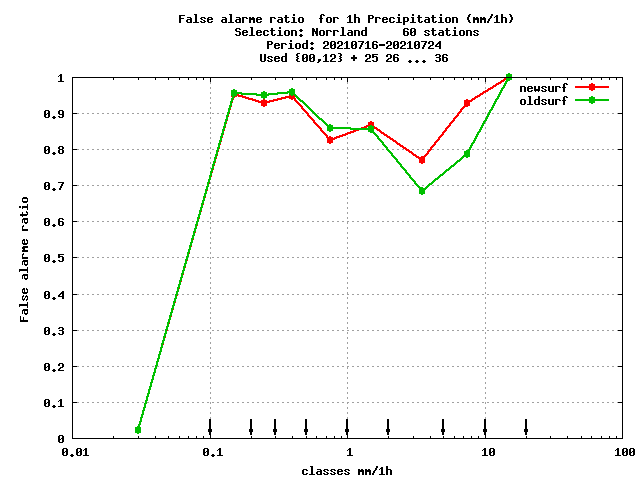 False alarme ratio  for 1h Precipitation (mm/1h)
Selection: Norrland     60 stations
Period: 20210716-20210724
Used {00,12} + 25 26 ... 36
newsurf
oldsurf
1
0.9
0.8
0.7
0.6
0.5
0.4
0.3
0.2
0.1
0
False alarme ratio
0.01 0.1 1 10 100
classes mm/1h